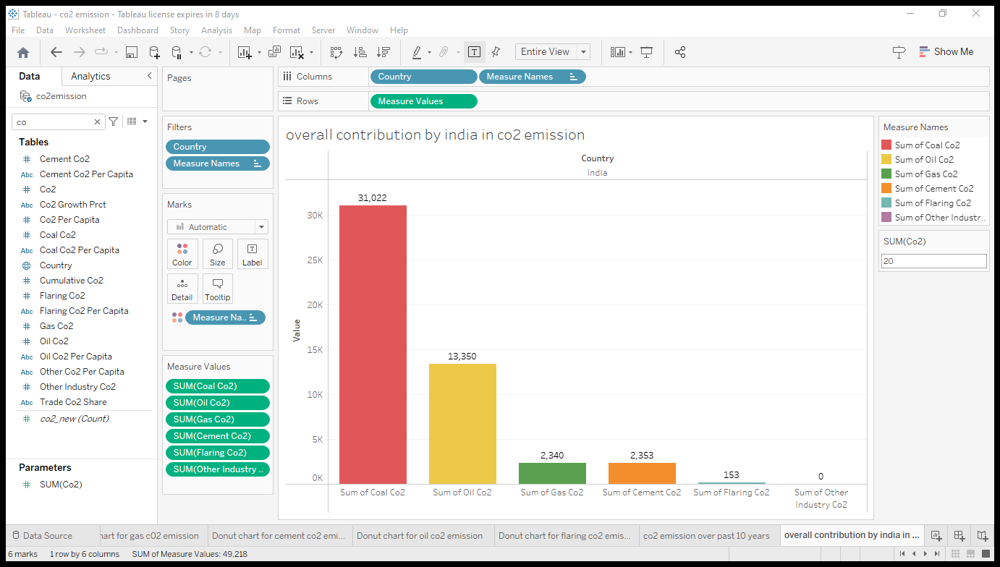 Tableau - co2 emission - Tableau license expires in 8 days
File Data Worksheet Dashboard Story Analysis Map Format Server Window Help
Entire View
Show Me
Data Analytics
co2emission
co
Tables
# Cement Co2
Abc Cement Co2 Per Capita
# Co2
Abc Co2 Growth Prct
# Co2 Per Capita
# Coal Co2
Abc Coal Co2 Per Capita
Country
# Cumulative Co2
# Flaring Co2
Abc Flaring Co2 Per Capita
# Gas Co2
# Oil Co2
Abc Oil Co2 Per Capita
Abc Other Co2 Per Capita
# Other Industry Co2
Abc Trade Co2 Share
# co2_new (Count)
Parameters
# SUM(Co2)
Pages
Filters
Country
Measure Names
Marks
Automatic
Color Size Label
Detail Tooltip
Measure Na..
Measure Values
SUM(Coal Co2)
SUM(Oil Co2)
SUM(Gas Co2)
SUM(Cement Co2)
SUM(Flaring Co2)
SUM(Other Industry ..
Columns Country Measure Names
Rows Measure Values
overall contribution by india in co2 emission
Country
India
31,022
30K
25K
20K
15K
10K
5K
0K
Value
13,350
2,340
2,353
153
0
Sum of Coal Co2
Sum of Oil Co2
Sum of Gas Co2
Sum of Cement Co2
Sum of Flaring Co2
Sum of Other
Industry Co2
Measure Names
Sum of Coal Co2
Sum of Oil Co2
Sum of Gas Co2
Sum of Cement Co2
Sum of Flaring Co2
Sum of Other Industr..
SUM(Co2)
20
Data Source hart for gas c02 emission Donut chart for cement co2 emi... Donut chart for oil co2 emission Donut chart for flaring co2 emis... co2 emission over past 10 years overall contribution by india in ...
6 marks 1 row by 6 columns SUM of Measure Values: 49,218